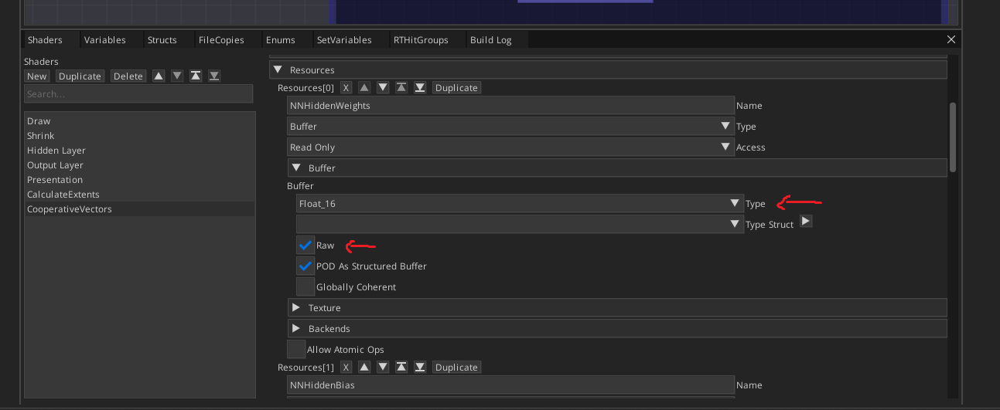 Shaders Variables Structs FileCopies Enums SetVariables RTHitGroups Build Log
Shaders
New Duplicate Delete
Search...
Draw
Shrink
Hidden Layer
Output Layer
Presentation
CalculateExtents
CooperativeVectors
Resources
Resources[0] X Duplicate
NNHiddenWeights Name
Buffer Type
Read Only Access
Buffer
Buffer
Float_16 Type
Type Struct
Raw
POD As Structured Buffer
Globally Coherent
Texture
Backends
Allow Atomic Ops
Resources[1] X Duplicate
NNHiddenBias Name